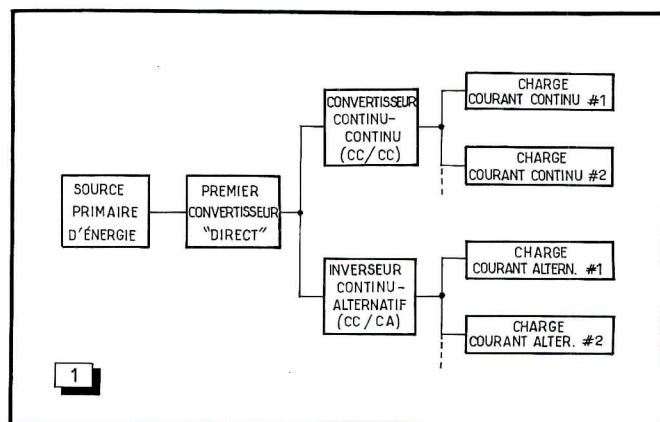 SOURCE
PRIMAIRE
D'ÉNERGIE
PREMIER
CONVERTISSEUR
"DIRECT"
CONVERTISSEUR
CONTINU-
CONTINU
(CC/CC)
CHARGE
COURANT CONTINU #1
CHARGE
COURANT CONTINU #2
INVERSEUR
CONTINU-
ALTERNATIF
(CC/CA)
CHARGE
COURANT ALTERN. #1
CHARGE
COURANT ALTER. #2
1